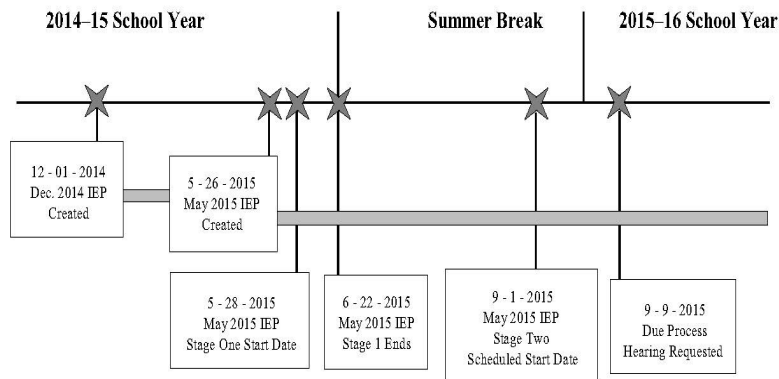 2014–15 School Year
Summer Break
2015–16 School Year
12 - 01 - 2014
Dec. 2014 IEP
Created
5 - 26 - 2015
May 2015 IEP
Created
5 - 28 - 2015
May 2015 IEP
Stage One Start Date
6 - 22 - 2015
May 2015 IEP
Stage 1 Ends
9 - 1 - 2015
May 2015 IEP
Stage Two
Scheduled Start Date
9 - 9 - 2015
Due Process
Hearing Requested